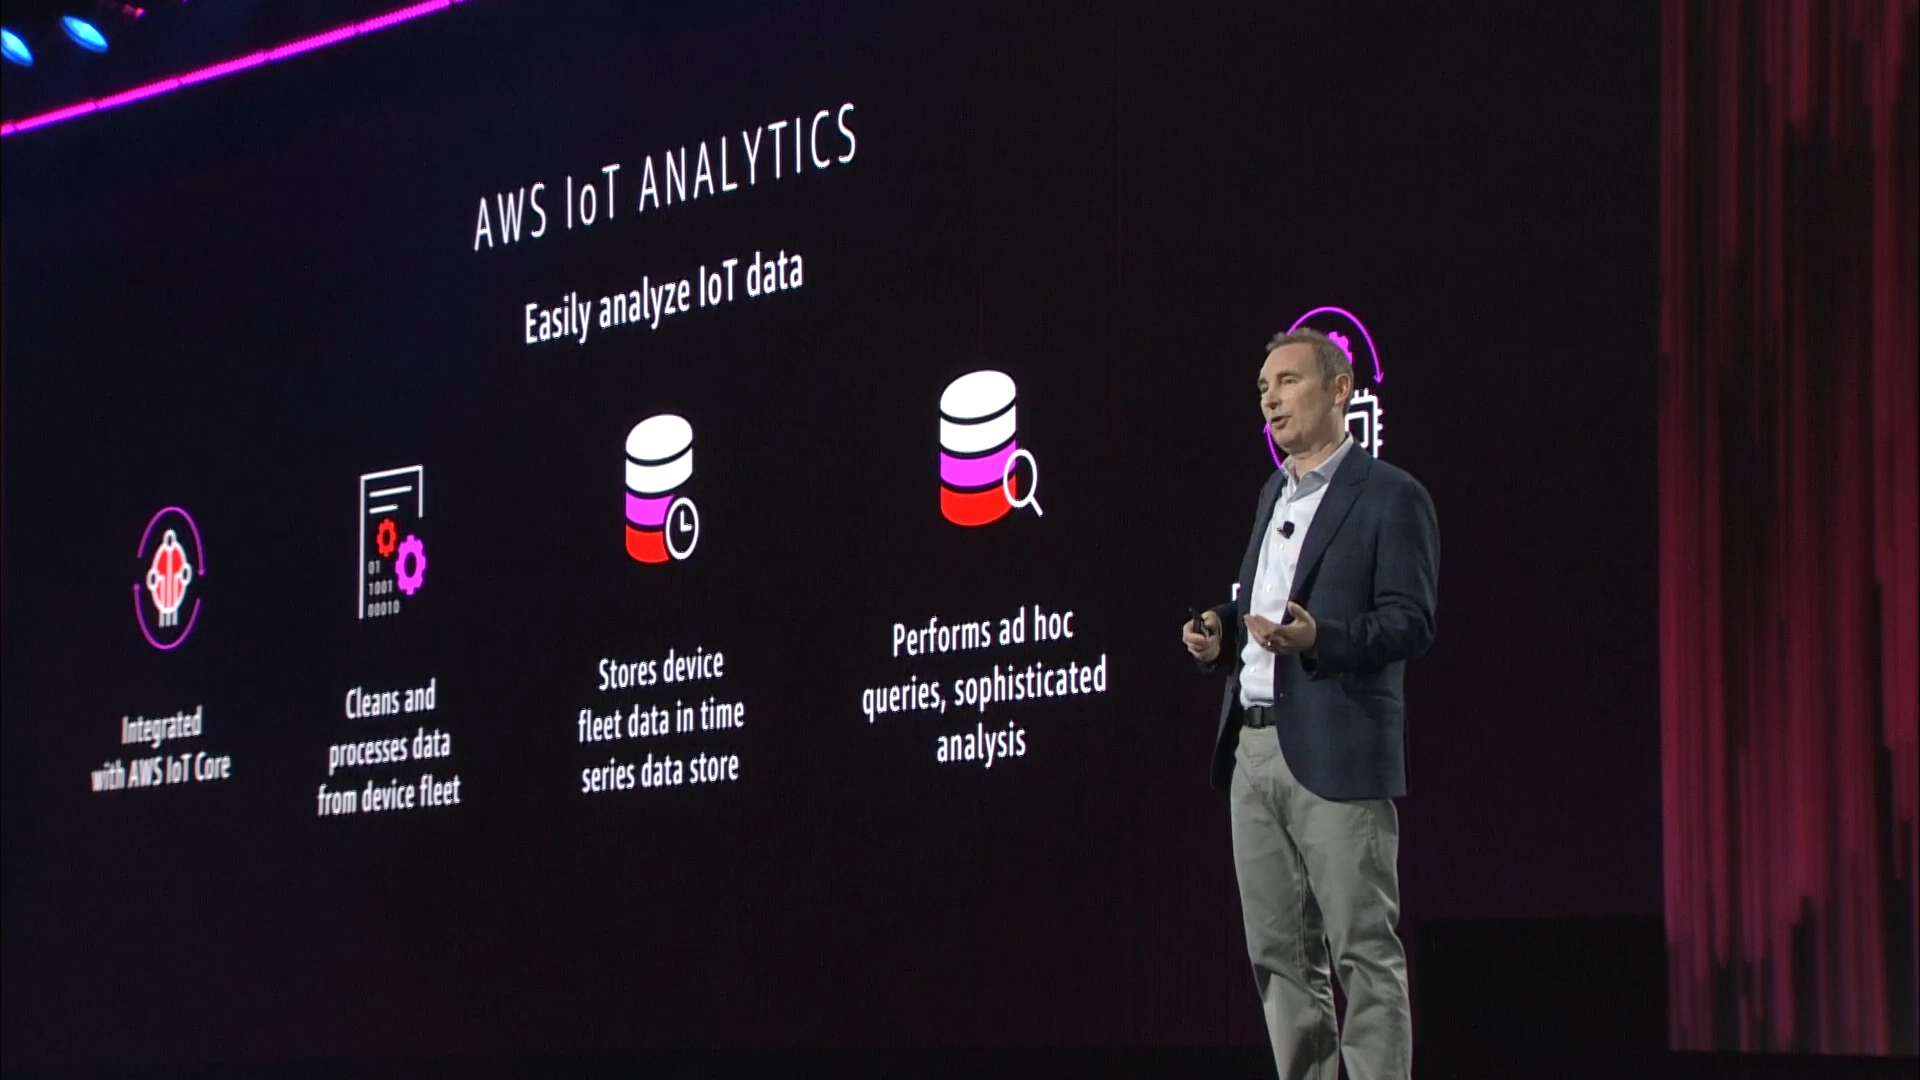 AWS IoT ANALYTICS
Easily analyze IoT data
01
1001
00010
Integrated
with AWS IoT Core
Cleans and
processes data
from device fleet
Stores device
fleet data in time
series data store
Performs ad hoc
queries, sophisticated
analysis